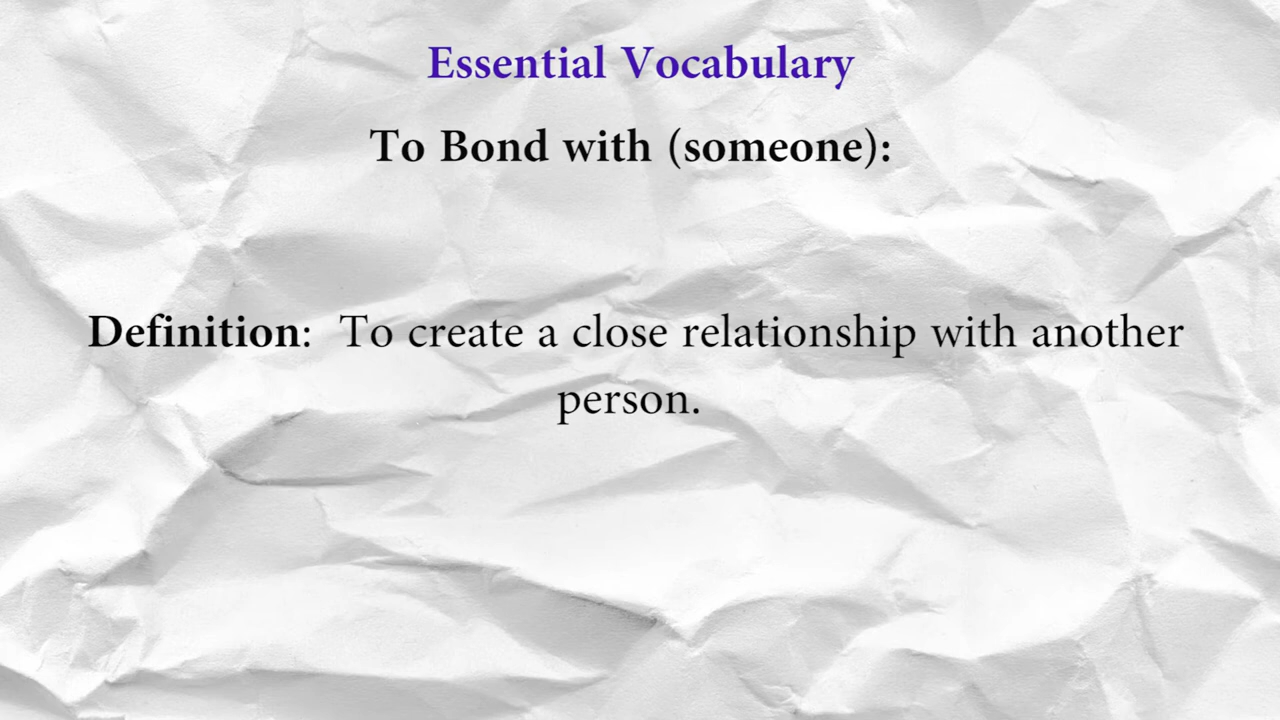 Essential Vocabulary
To Bond with (someone):
Definition:  To create a close relationship with another
person.